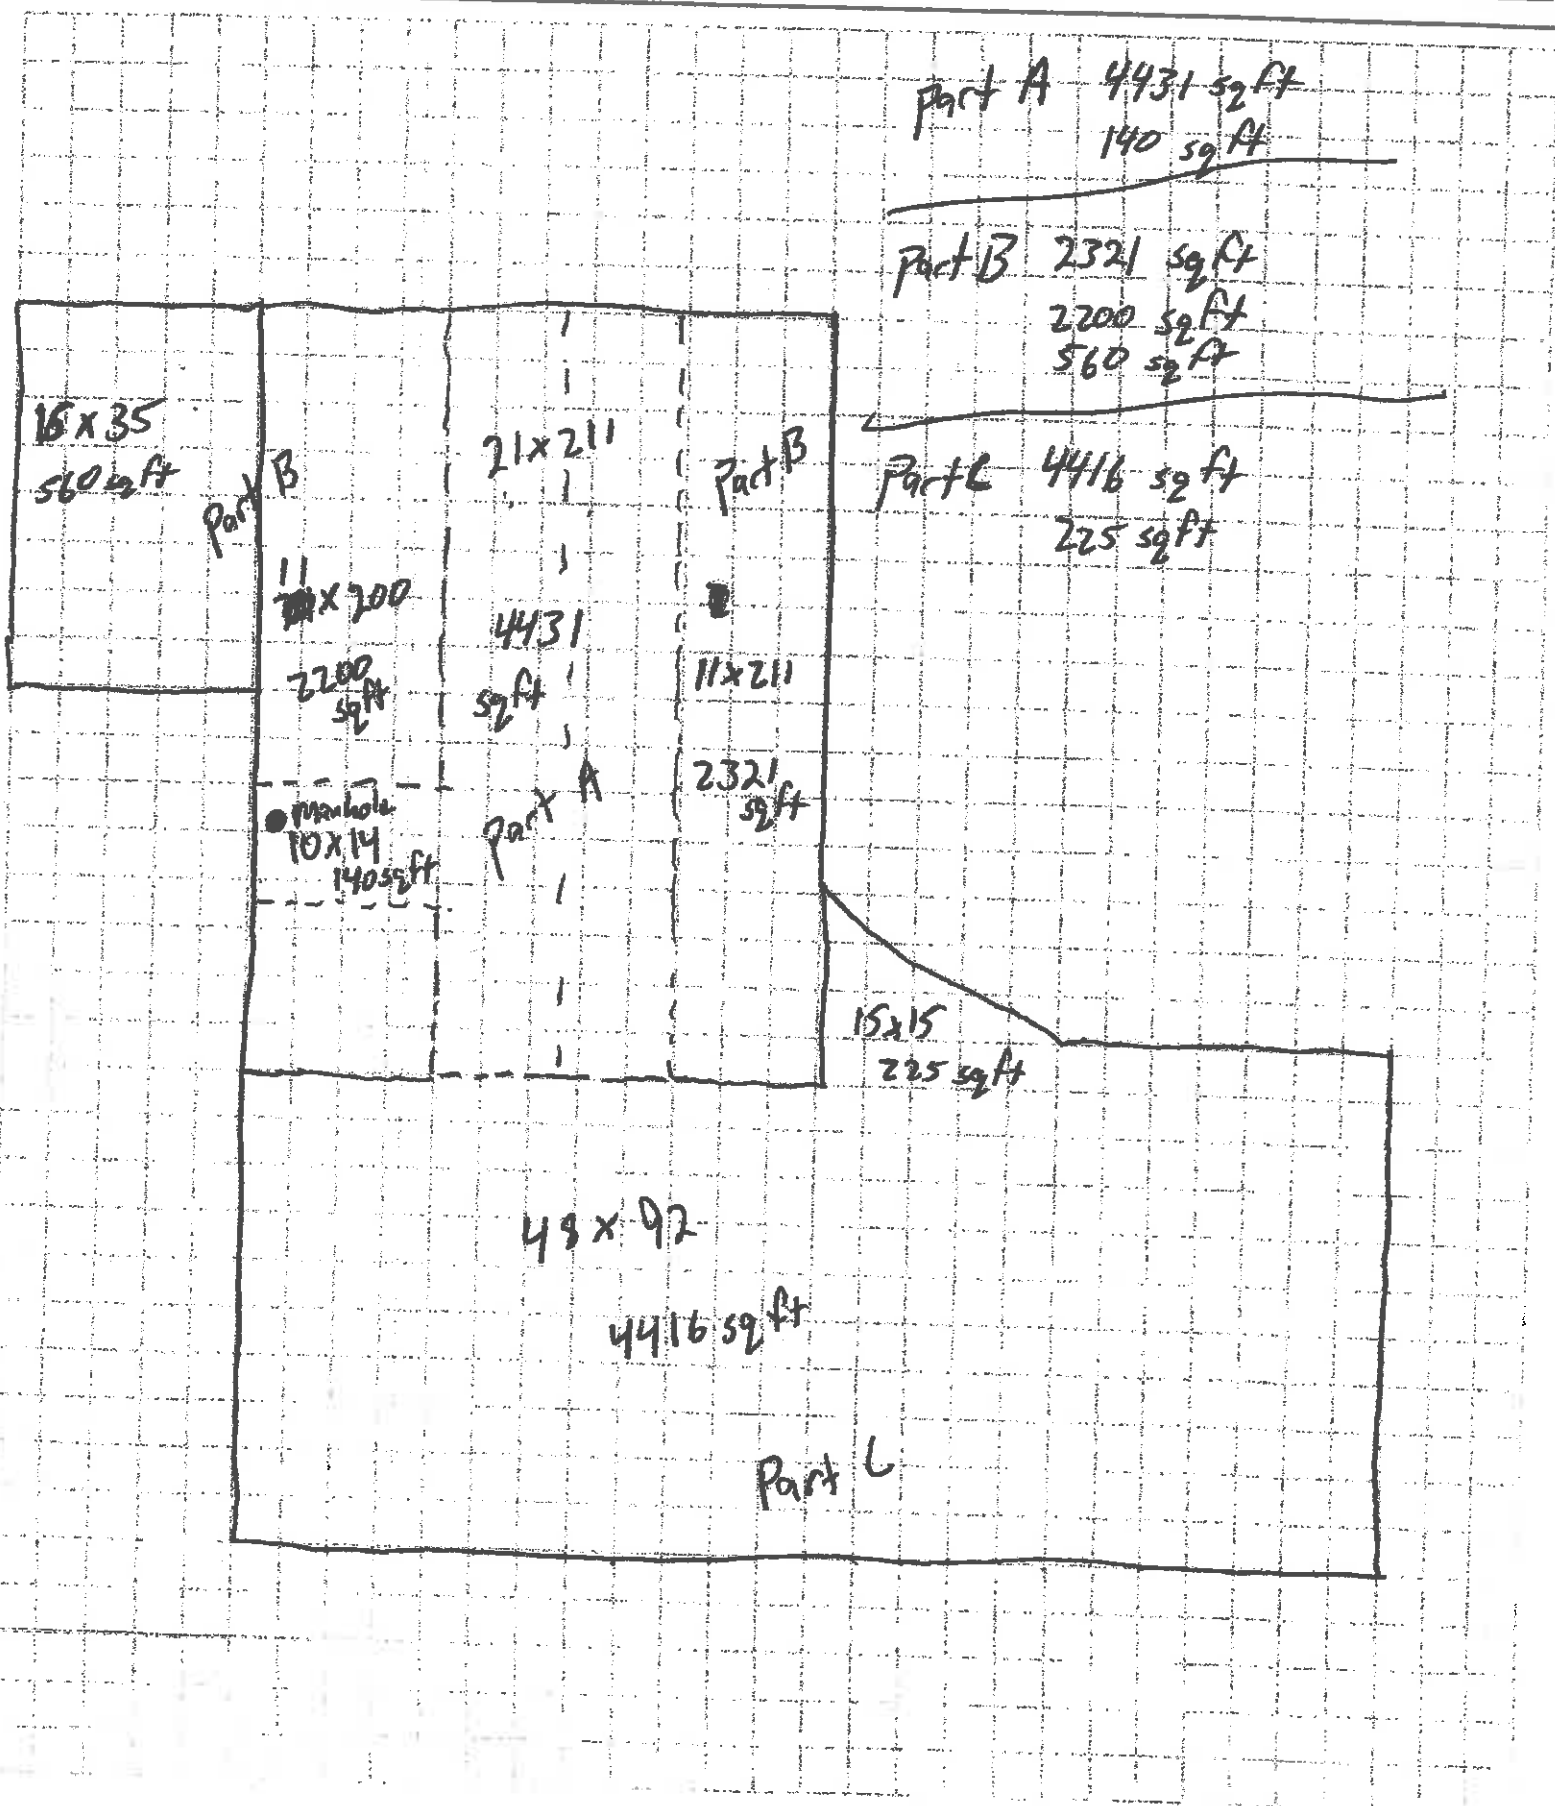 Part A 4431 sq ft
140 sq ft
Part B 2321 sq ft
2200 sq ft
560 sq ft
Part C 4416 sq ft
225 sq ft
16 x 35
560 sq ft
Part B
11 x 200
2200
sq ft
Manhole
10 x 14
140 sq ft
21 x 211
4431
sq ft
Part A
Part B
11 x 211
2321
sq ft
15 x 15
225 sq ft
48 x 92
4416 sq ft
Part C